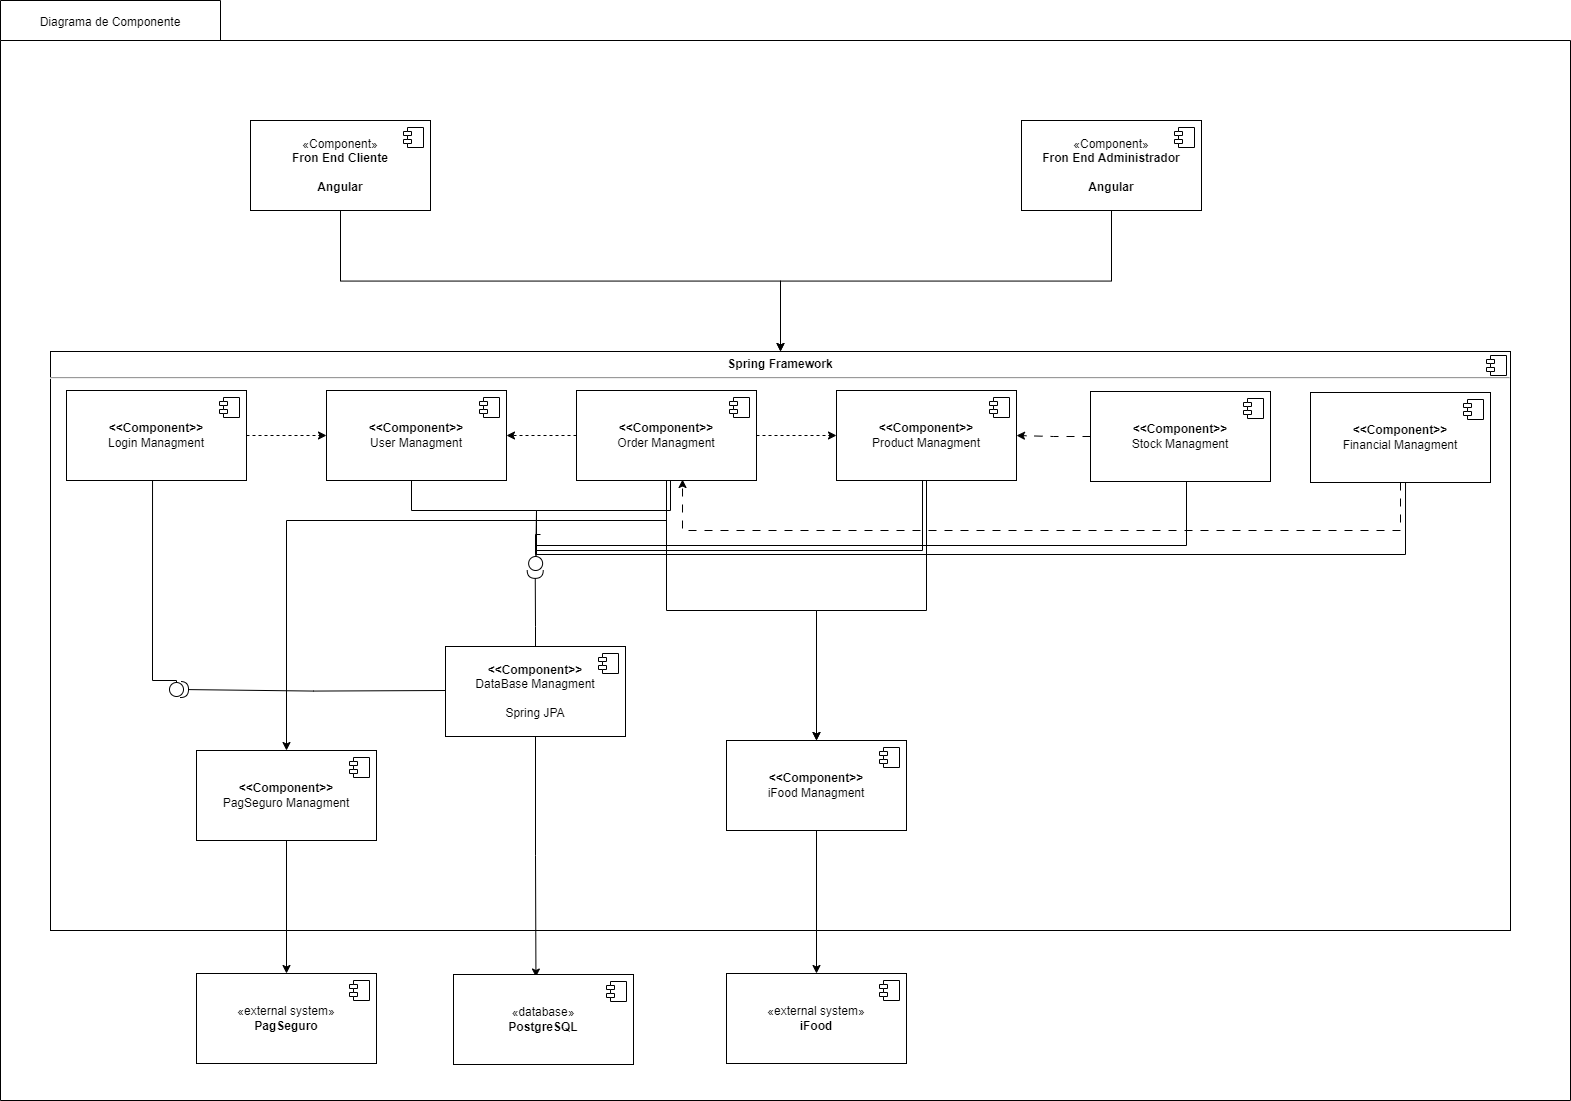 Diagrama de Componente
«Component»
Fron End Cliente
Angular
«Component»
Fron End Administrador
Angular
Spring Framework
<<Component>>
Login Managment
<<Component>>
User Managment
<<Component>>
Order Managment
<<Component>>
Product Managment
<<Component>>
Stock Managment
<<Component>>
Financial Managment
<<Component>>
DataBase Managment
Spring JPA
<<Component>>
PagSeguro Managment
<<Component>>
iFood Managment
«external system»
PagSeguro
«database»
PostgreSQL
«external system»
iFood